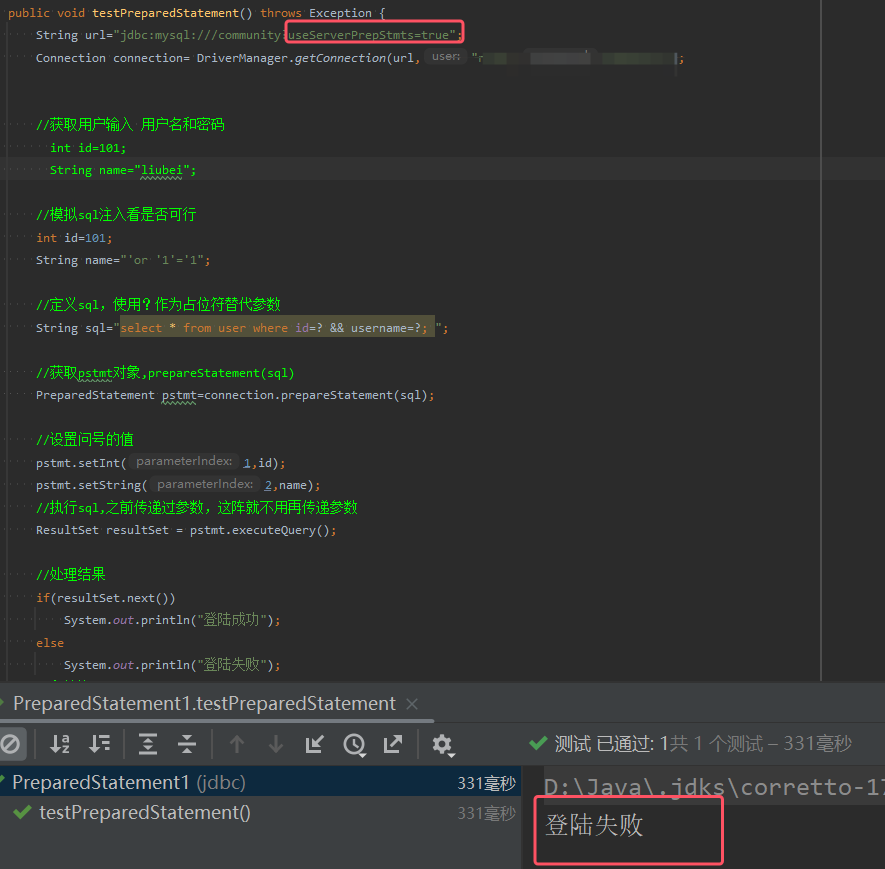 public void testPreparedStatement() throws Exception {
String url="jdbc:mysql:///community?useServerPrepStmts=true";
Connection connection= DriverManager.getConnection(url, user: ;
//获取用户输入 用户名和密码
int id=101;
String name="liubei";
//模拟sql注入看是否可行
int id=101;
String name="'or '1'='1";
//定义sql，使用？作为占位符替代参数
String sql="select * from user where id=? && username=?; ";
//获取pstmt对象,prepareStatement(sql)
PreparedStatement pstmt=connection.prepareStatement(sql);
//设置问号的值
pstmt.setInt( parameterIndex: 1,id);
pstmt.setString( parameterIndex: 2,name);
//执行sql,之前传递过参数，这阵就不用再传递参数
ResultSet resultSet = pstmt.executeQuery();
//处理结果
if(resultSet.next())
System.out.println("登陆成功");
else
System.out.println("登陆失败");
PreparedStatement1.testPreparedStatement ×
测试 已通过: 1共 1 个测试 – 331毫秒
PreparedStatement1 (jdbc) 331毫秒
testPreparedStatement() 331毫秒
D:\Java\.jdks\corretto-17
登陆失败